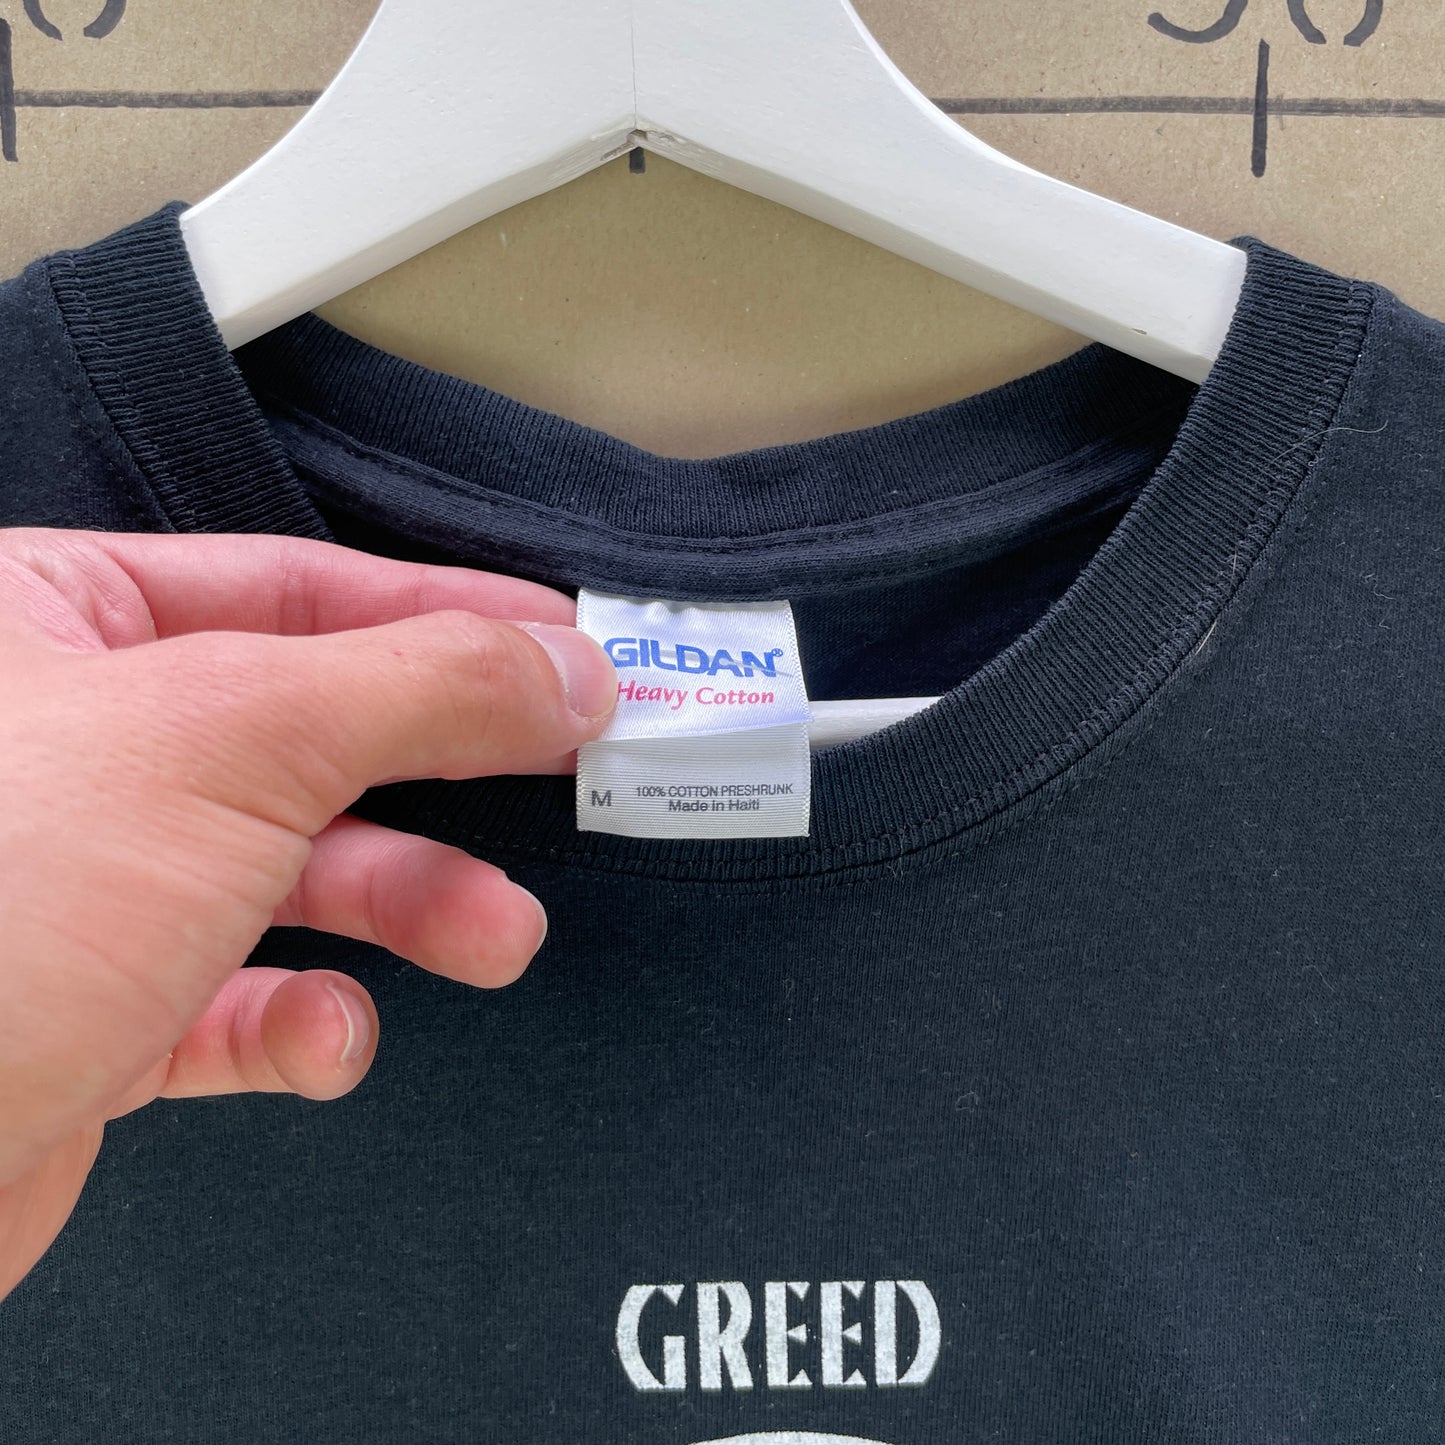 GILDAN®
Heavy Cotton
M 100% COTTON PRESHRUNK
Made in Haiti
GREED